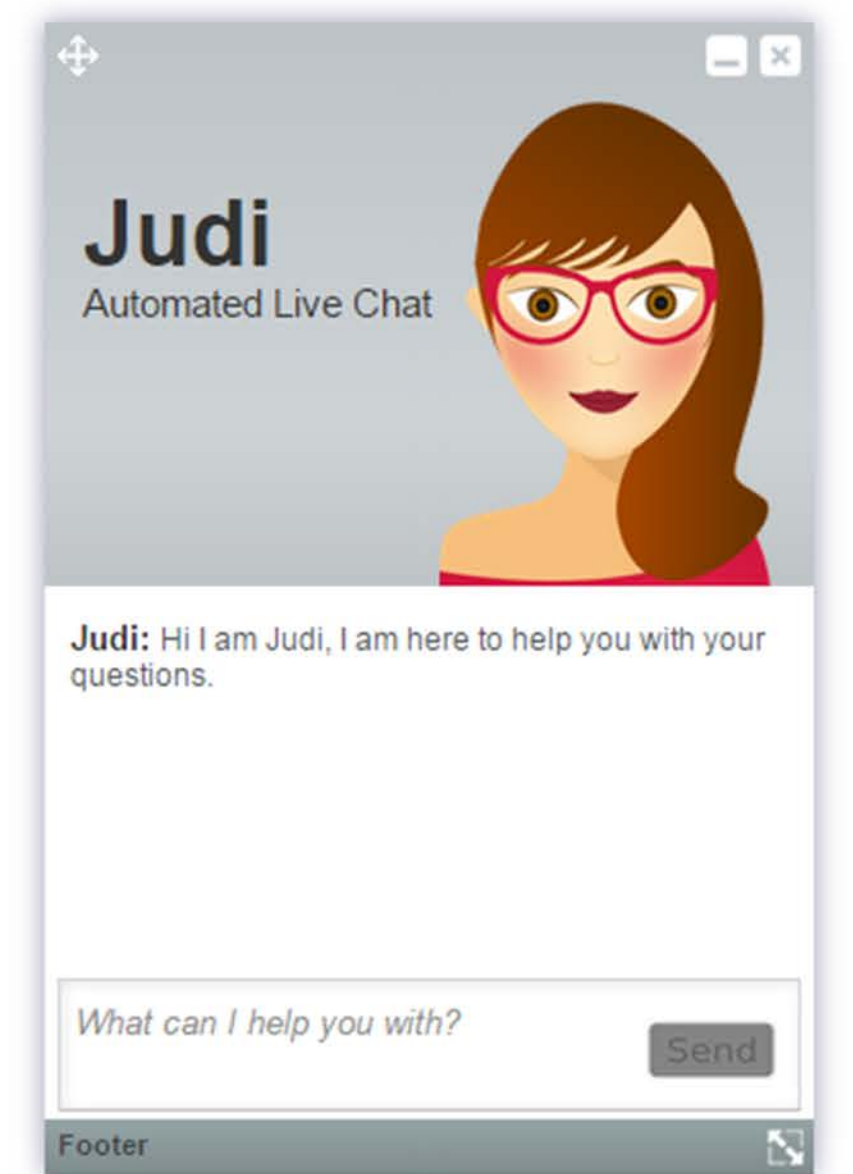 Judi
Automated Live Chat
Judi: Hi I am Judi, I am here to help you with your
questions.
What can I help you with?
Send
Footer